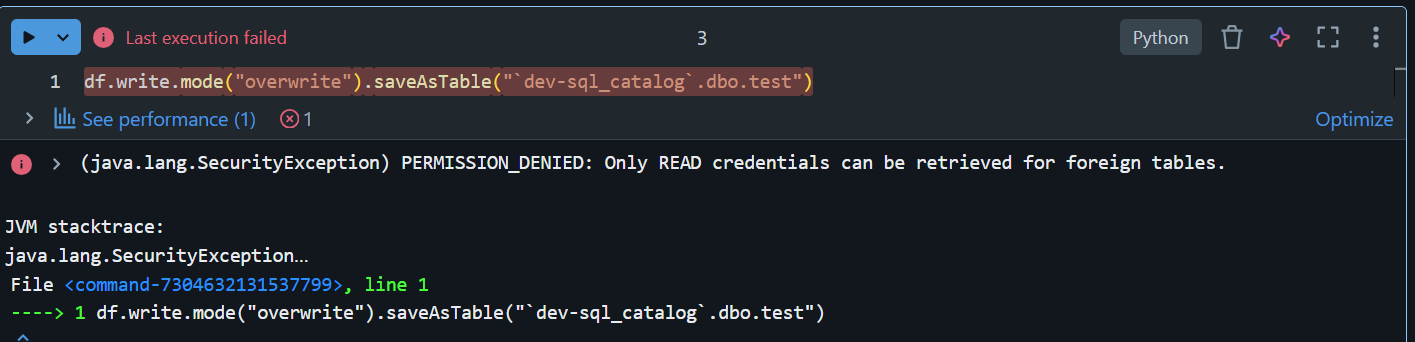 Last execution failed
3
Python
1 df.write.mode("overwrite").saveAsTable("`dev-sql_catalog`.dbo.test")
See performance (1) 1
Optimize
(java.lang.SecurityException) PERMISSION_DENIED: Only READ credentials can be retrieved for foreign tables.
JVM stacktrace:
java.lang.SecurityException…
File <command-7304632131537799>, line 1
----> 1 df.write.mode("overwrite").saveAsTable("`dev-sql_catalog`.dbo.test")